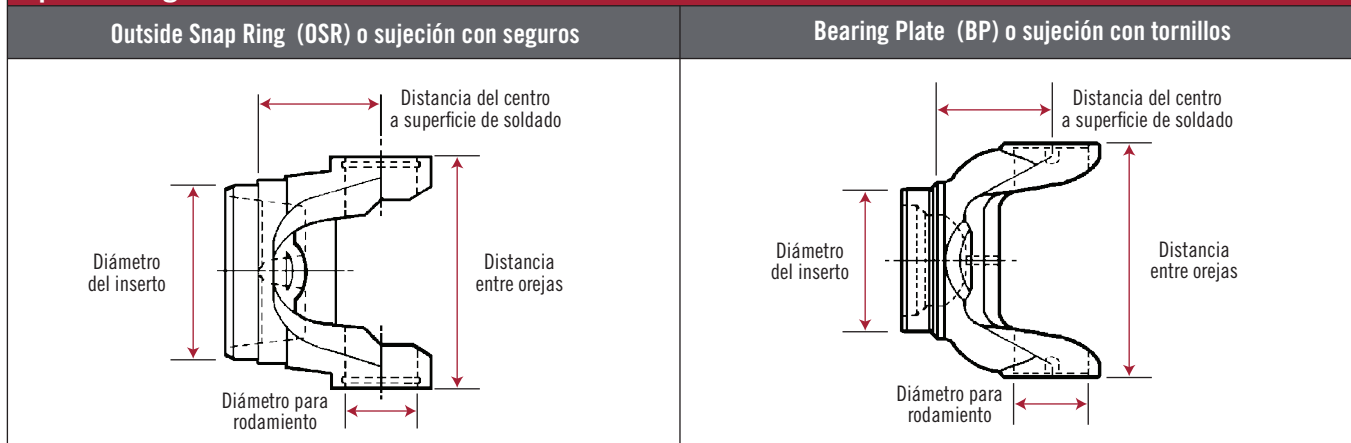 Outside Snap Ring (OSR) o sujeción con seguros
Bearing Plate (BP) o sujeción con tornillos
Distancia del centro
a superficie de soldado
Diámetro
del inserto
Distancia
entre orejas
Diámetro para
rodamiento
Distancia del centro
a superficie de soldado
Diámetro
del inserto
Distancia
entre orejas
Diámetro para
rodamiento